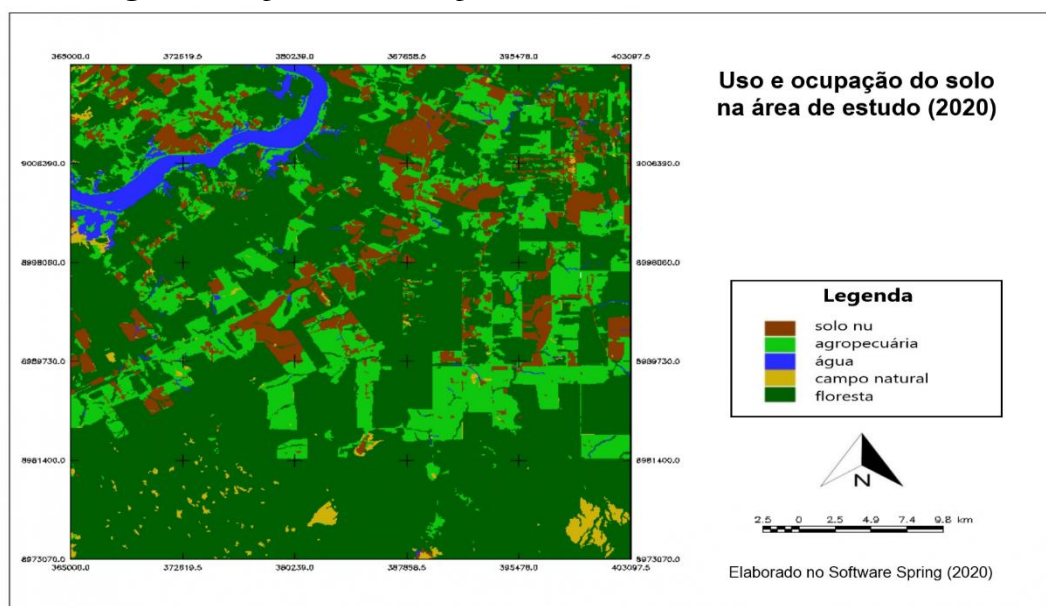 365000.0 372619.5 380239.0 387858.5 395478.0 403097.5
Uso e ocupação do solo
na área de estudo (2020)
9006390.0 9006390.0
8998060.0 8998060.0
Legenda
solo nu
agropecuária
água
campo natural
floresta
8989730.0 8989730.0
8981400.0 8981400.0
N
2.5 0 2.5 4.9 7.4 9.8 km
8973070.0 8973070.0
365000.0 372619.5 380239.0 387858.5 395478.0 403097.5
Elaborado no Software Spring (2020)